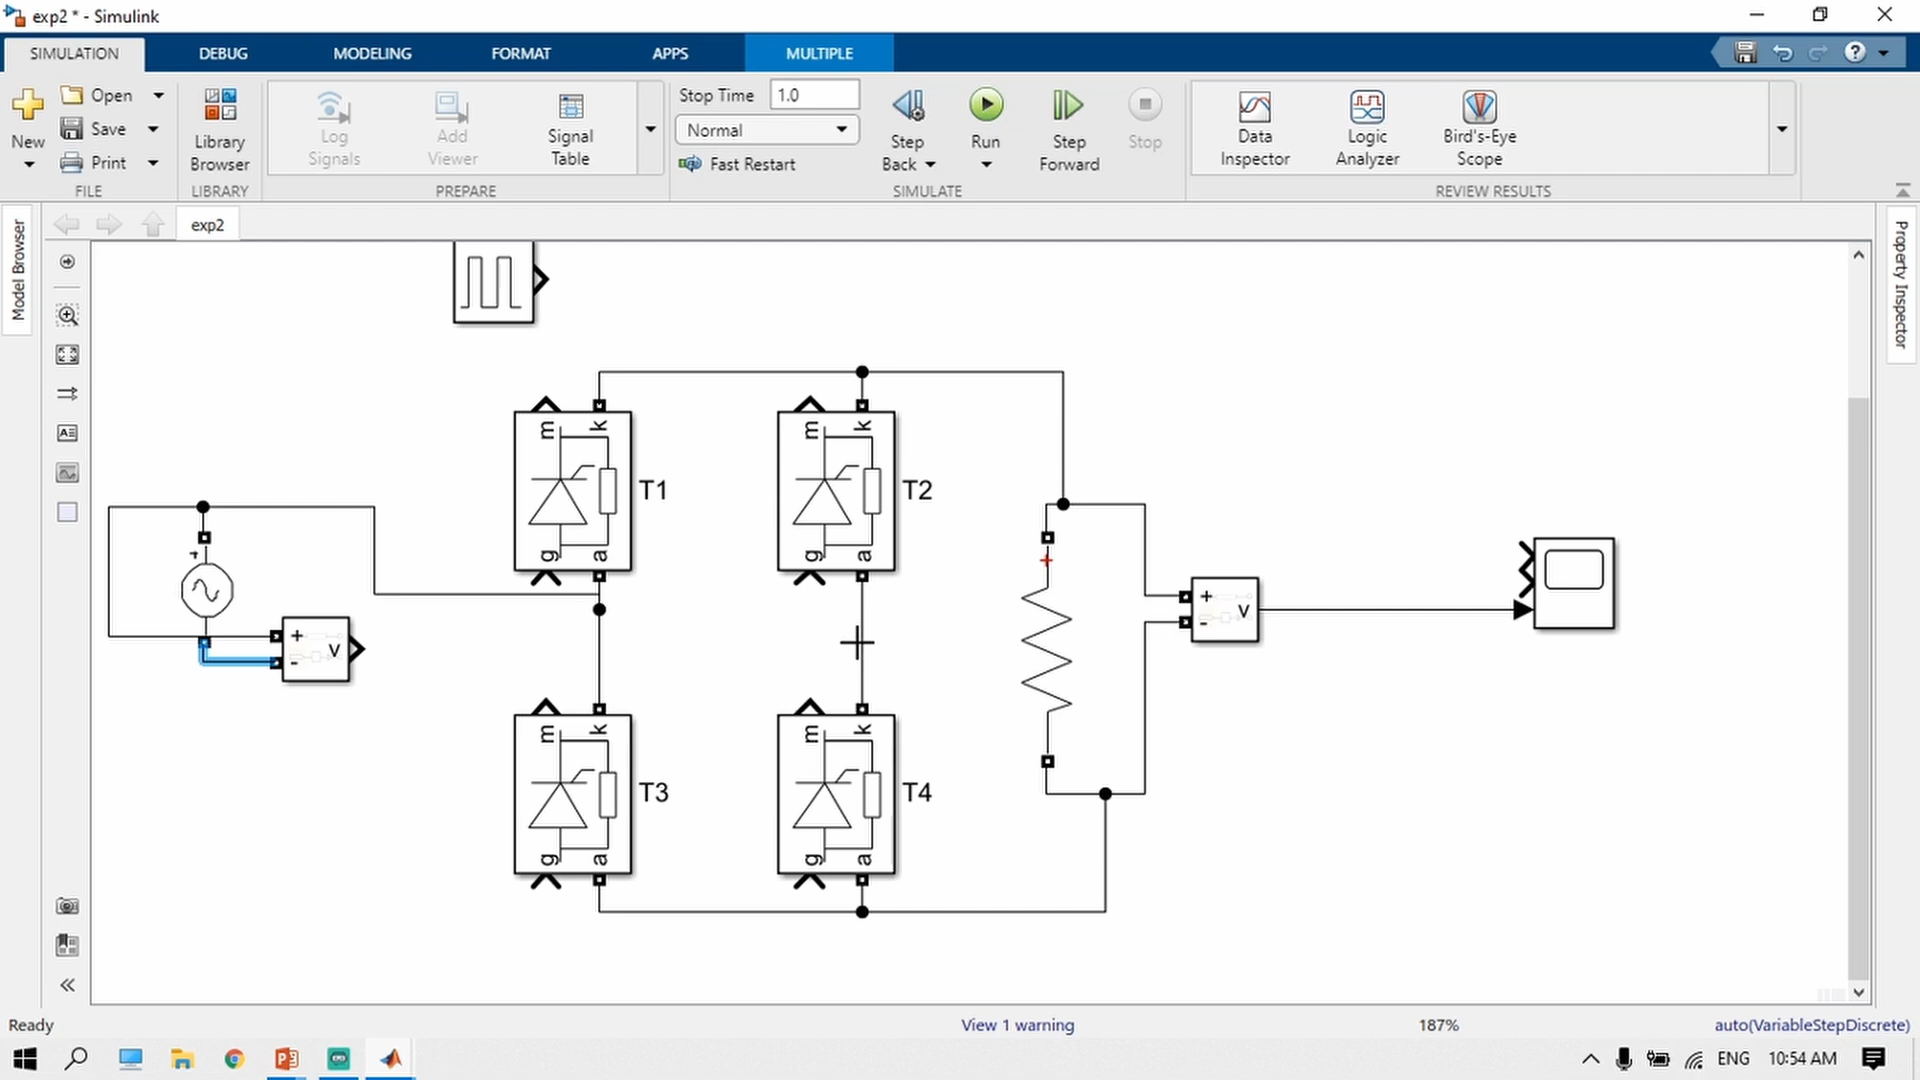 exp2 * - Simulink
SIMULATION DEBUG MODELING FORMAT APPS MULTIPLE
New
Open
Save
Print
FILE
Library Browser
LIBRARY
Log Signals
Add Viewer
Signal Table
PREPARE
Stop Time 1.0
Normal
Fast Restart
Step Back
Run
Step Forward
Stop
SIMULATE
Data Inspector
Logic Analyzer
Bird's-Eye Scope
REVIEW RESULTS
Model Browser
exp2
Property Inspector
m k
T1
g a
m k
T2
g a
+
+ v
-
+
+ v
-
m k
T3
g a
m k
T4
g a
Ready
View 1 warning
187%
auto(VariableStepDiscrete)
ENG
10:54 AM